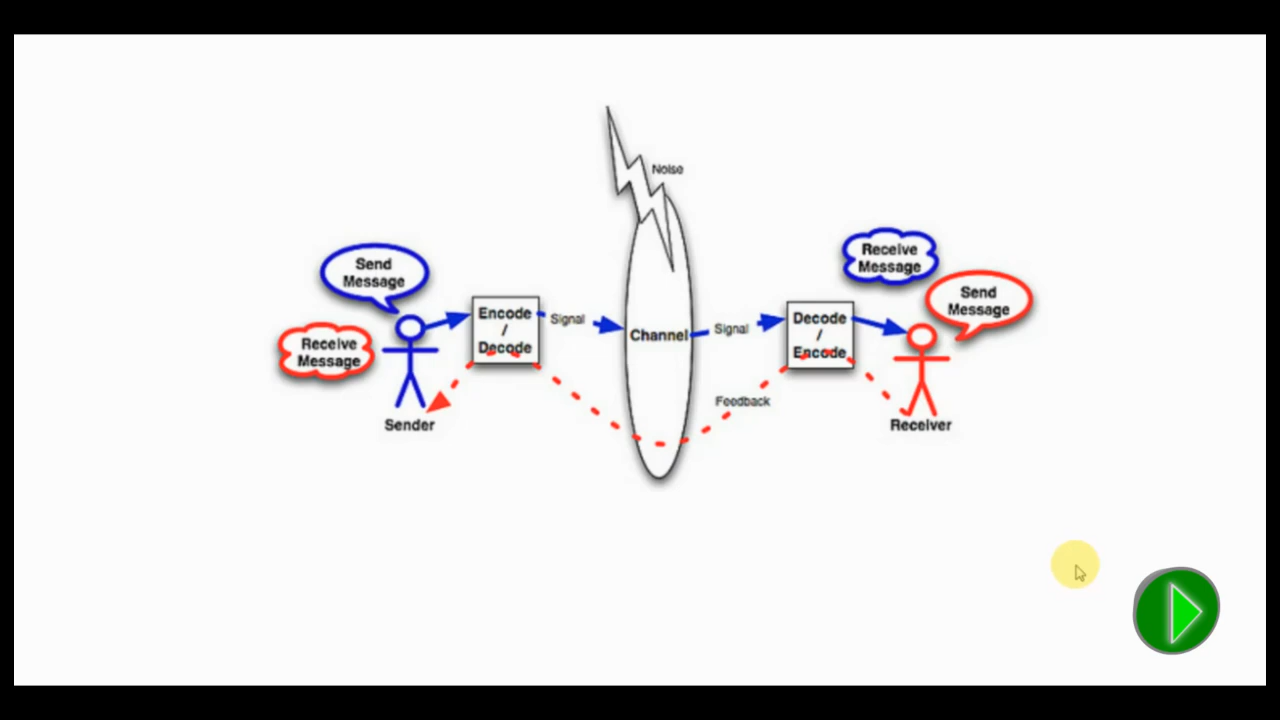 Noise
Send
Message
Receive
Message
Sender
Encode
/
Decode
Signal
Channel
Signal
Feedback
Decode
/
Encode
Receive
Message
Send
Message
Receiver